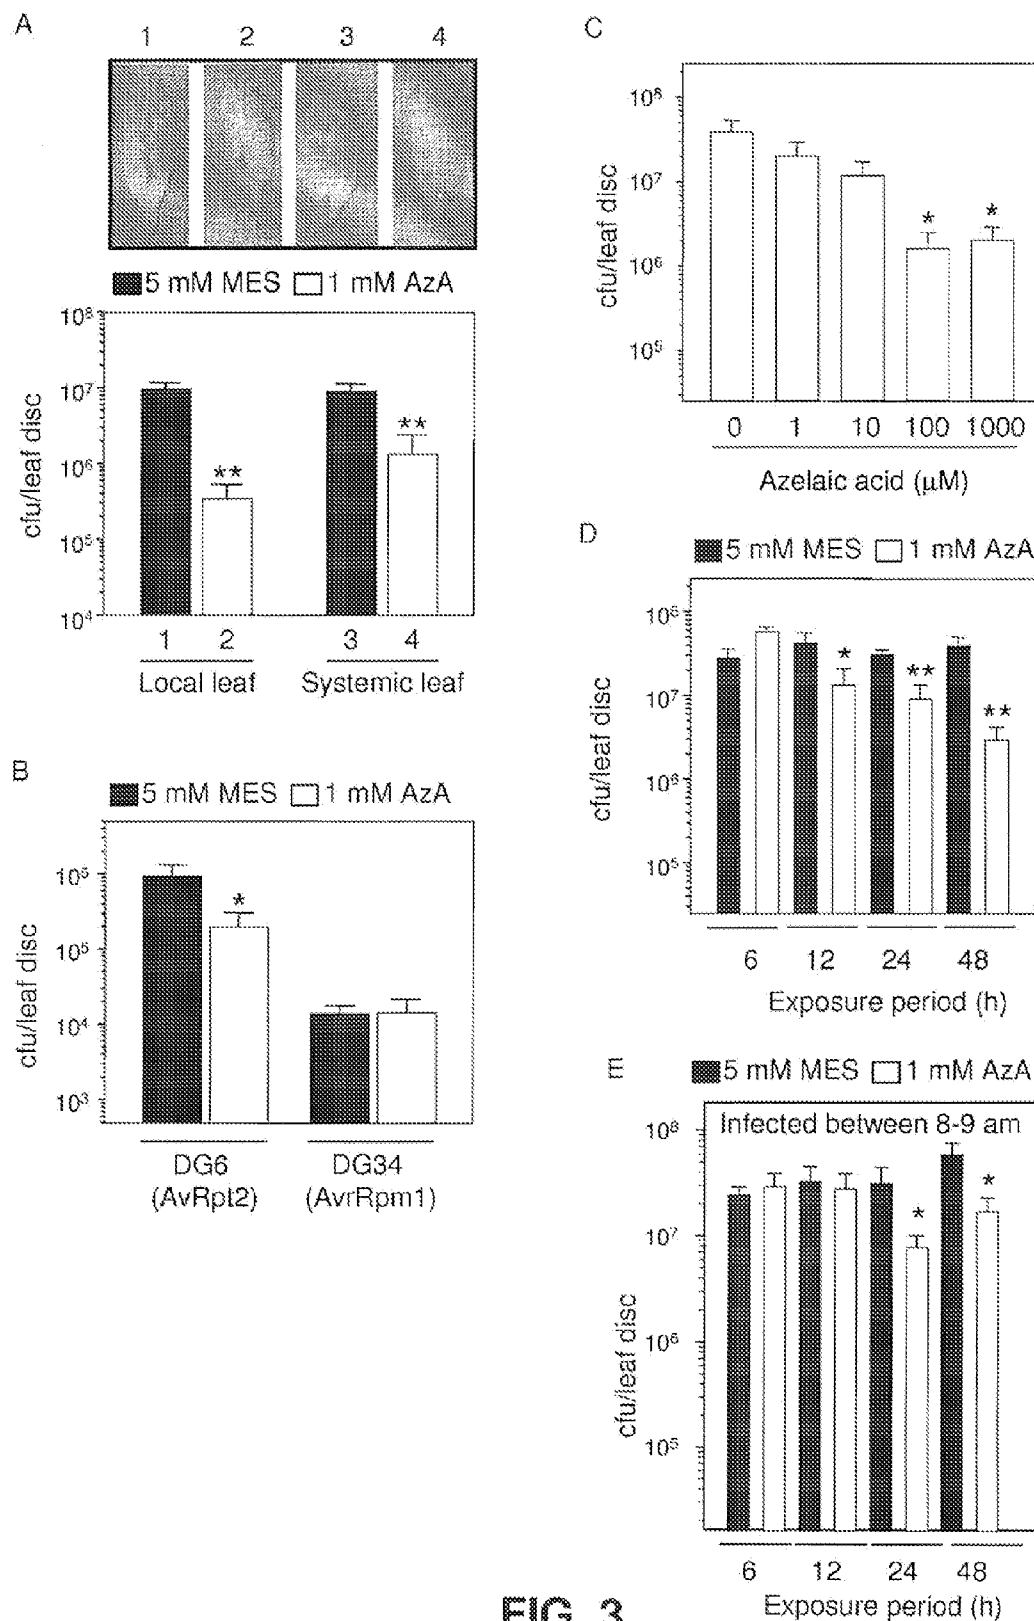 A
1 2 3 4
5 mM MES 1 mM AzA
10⁸
10⁷
10⁶
10⁵
10⁴
cfu/leaf disc
** **
1 2 3 4
Local leaf Systemic leaf
B
5 mM MES 1 mM AzA
10⁶
10⁵
10⁴
10³
cfu/leaf disc
*
DG6 DG34
(AvRpt2) (AvrRpm1)
C
10⁸
10⁷
10⁶
10⁵
cfu/leaf disc
* *
0 1 10 100 1000
Azelaic acid (μM)
D
5 mM MES 1 mM AzA
10⁸
10⁷
10⁶
10⁵
cfu/leaf disc
* ** **
6 12 24 48
Exposure period (h)
E
5 mM MES 1 mM AzA
Infected between 8-9 am
10⁸
10⁷
10⁶
10⁵
cfu/leaf disc
* *
6 12 24 48
Exposure period (h)
FIG. 3